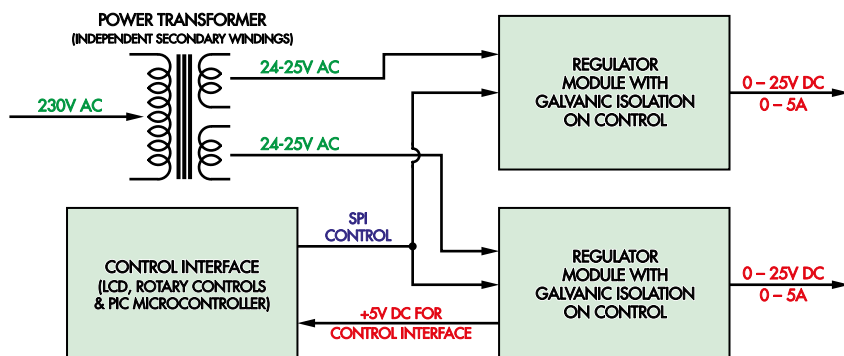 POWER TRANSFORMER
(INDEPENDENT SECONDARY WINDINGS)
230V AC
24-25V AC
24-25V AC
REGULATOR
MODULE WITH
GALVANIC ISOLATION
ON CONTROL
0 – 25V DC
0 – 5A
CONTROL INTERFACE
(LCD, ROTARY CONTROLS
& PIC MICROCONTROLLER)
SPI
CONTROL
+5V DC FOR
CONTROL INTERFACE
REGULATOR
MODULE WITH
GALVANIC ISOLATION
ON CONTROL
0 – 25V DC
0 – 5A